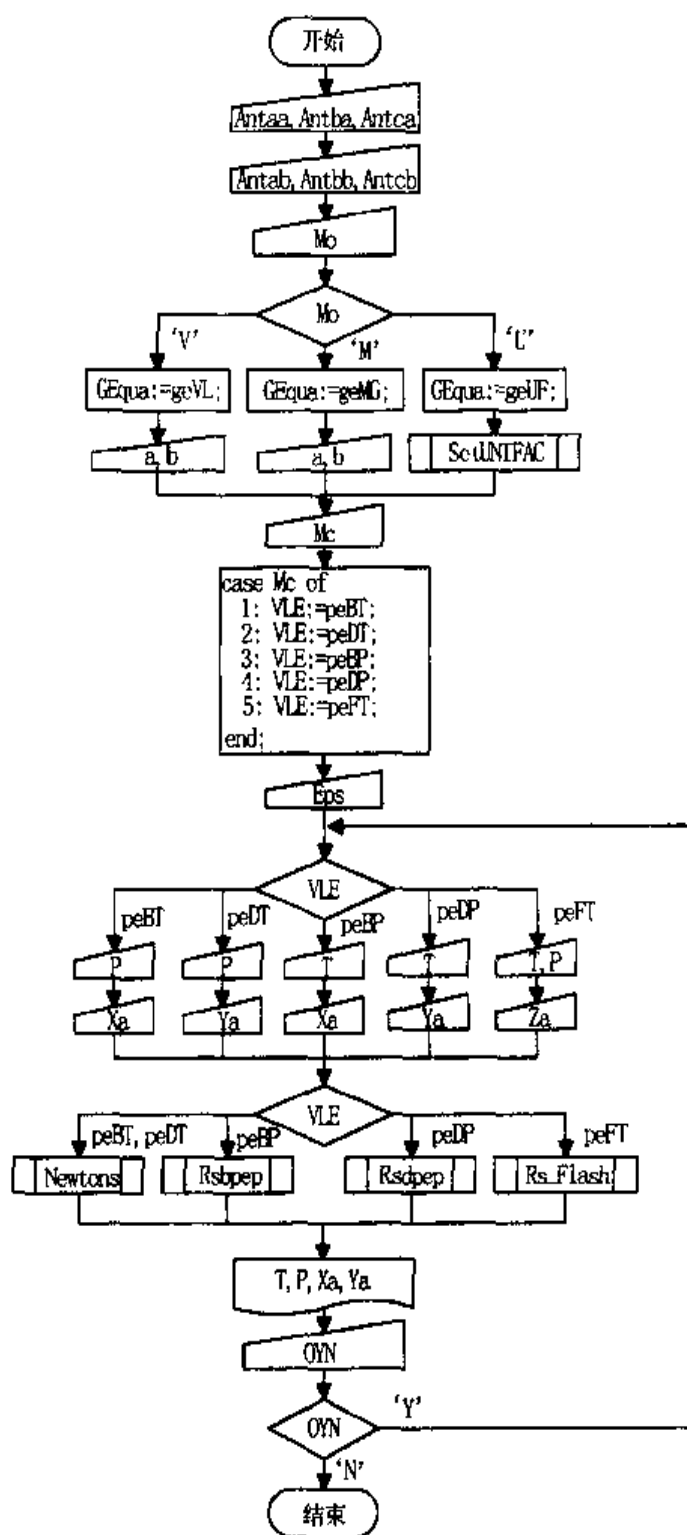 开始
Antaa, Antba, Antca
Antab, Antbb, Antcb
Mo
Mo
‘V’ ‘M’ ‘U’
GEqua:=geVL; GEqua:=geMG; GEqua:=geUF;
a, b a, b SetUNIFAC
Mc
case Mc of
1: VLE:=peBT;
2: VLE:=peDT;
3: VLE:=peBP;
4: VLE:=peDP;
5: VLE:=peFT;
end;
Eps
VLE
peBT peDT peBP peDP peFT
P P T T T, P
Xa Ya Xa Ya Za
VLE
peBT, peDT peBP peDP peFT
Newtons Rsbpep Rsdpep Rs_Flash
T, P, Xa, Ya
OYN
OYN ‘Y’
‘N’
结束